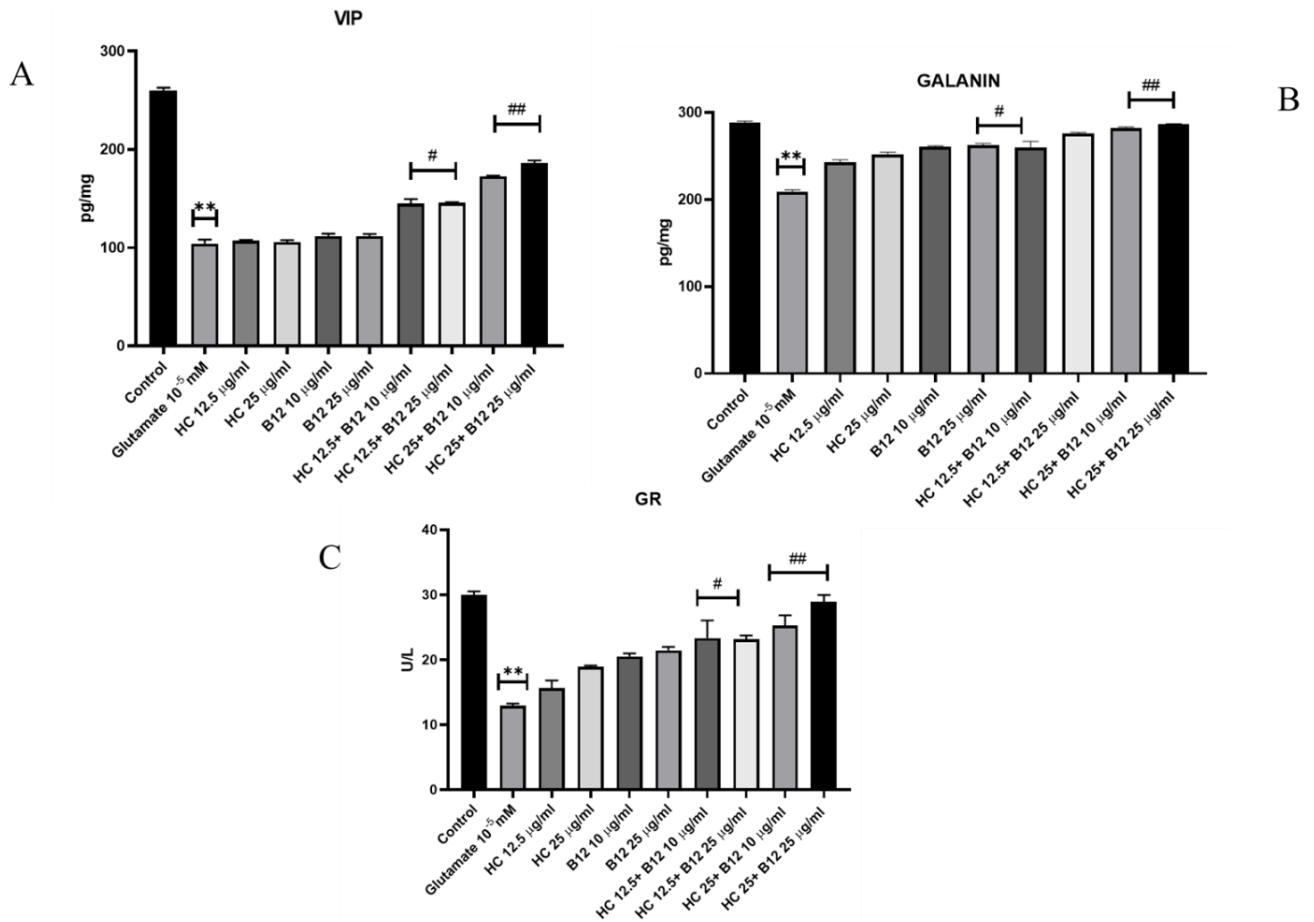 A
VIP
pg/mg
300
200
100
0
**
#
##
Control
Glutamate 10⁻⁵ mM
HC 12.5 μg/ml
HC 25 μg/ml
B12 10 μg/ml
B12 25 μg/ml
HC 12.5+ B12 10 μg/ml
HC 12.5+ B12 25 μg/ml
HC 25+ B12 10 μg/ml
HC 25+ B12 25 μg/ml
B
GALANIN
pg/mg
300
200
100
0
**
#
##
Control
Glutamate 10⁻⁵ mM
HC 12.5 μg/ml
HC 25 μg/ml
B12 10 μg/ml
B12 25 μg/ml
HC 12.5+ B12 10 μg/ml
HC 12.5+ B12 25 μg/ml
HC 25+ B12 10 μg/ml
HC 25+ B12 25 μg/ml
C
GR
U/L
40
30
20
10
0
**
#
##
Control
Glutamate 10⁻⁵ mM
HC 12.5 μg/ml
HC 25 μg/ml
B12 10 μg/ml
B12 25 μg/ml
HC 12.5+ B12 10 μg/ml
HC 12.5+ B12 25 μg/ml
HC 25+ B12 10 μg/ml
HC 25+ B12 25 μg/ml